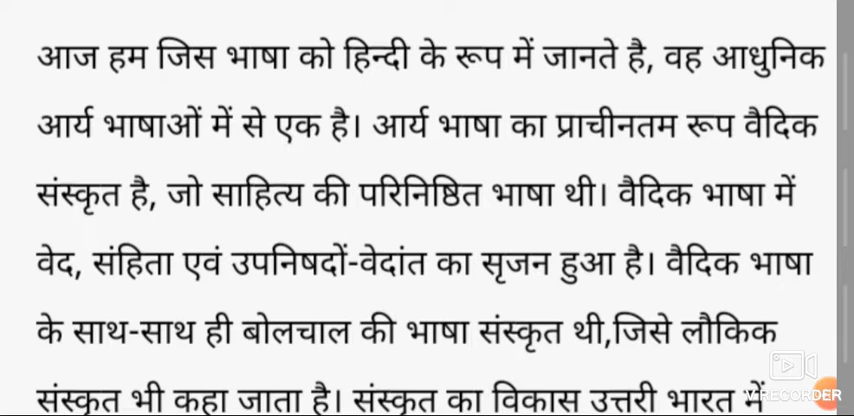 आज हम जिस भाषा को हिन्दी के रूप में जानते है, वह आधुनिक
आर्य भाषाओं में से एक है। आर्य भाषा का प्राचीनतम रूप वैदिक
संस्कृत है, जो साहित्य की परिनिष्ठित भाषा थी। वैदिक भाषा में
वेद, संहिता एवं उपनिषदों-वेदांत का सृजन हुआ है। वैदिक भाषा
के साथ-साथ ही बोलचाल की भाषा संस्कृत थी,जिसे लौकिक
संस्कृत भी कहा जाता है। संस्कृत का विकास उत्तरी भारत में
V RECORDER